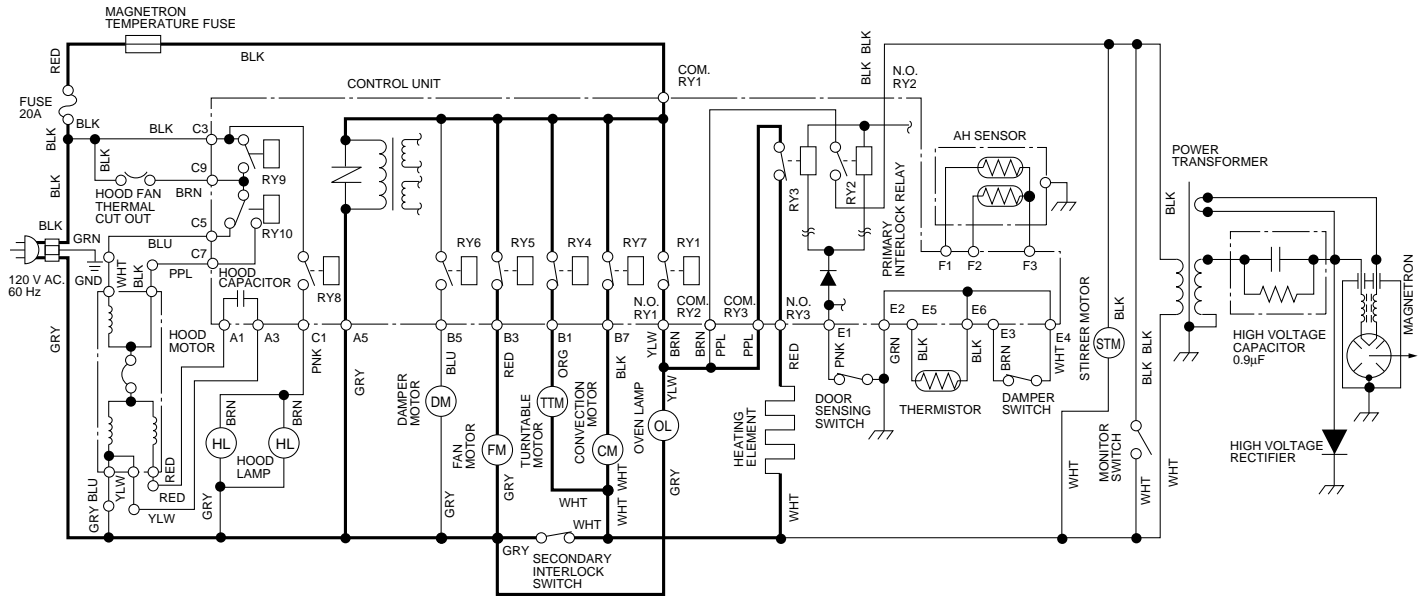 MAGNETRON
TEMPERATURE FUSE
RED
BLK
FUSE
20A
BLK
BLK
BLK
BLK
BLK
HOOD FAN
THERMAL
CUT OUT
BRN
BLK
GRN
GND
120 V AC.
60 Hz
GRY
CONTROL UNIT
C3
C9
C5
C7
BLU
PPL
WHT
BLK
RY9
RY10
HOOD
CAPACITOR
RY8
HOOD
MOTOR
A1
A3
C1
A5
B5
B3
B1
B7
PNK
GRY
BRN
BRN
HL
HL
HOOD
LAMP
GRY
RED
RED
YLW
YLW
GRY BLU
RY6
RY5
RY4
RY7
RY1
BLU
RED
ORG
BLK
DAMPER
MOTOR
DM
GRY
FAN
MOTOR
FM
GRY
TURNTABLE
MOTOR
TTM
WHT
CONVECTION
MOTOR
CM
WHT
WHT
WHT
WHT
OVEN LAMP
OL
GRY
GRY
SECONDARY
INTERLOCK
SWITCH
COM.
RY1
N.O.
RY1
COM.
RY2
COM.
RY3
N.O.
RY3
YLW
BRN
BRN
PPL
PPL
YLW
RED
HEATING
ELEMENT
WHT
RY3
RY2
PRIMARY
INTERLOCK RELAY
BLK BLK
N.O.
RY2
AH SENSOR
F1
F2
F3
E1
E2
E5
E6
E3
E4
PNK
GRN
BLK
BLK
BRN
WHT
DOOR
SENSING
SWITCH
THERMISTOR
DAMPER
SWITCH
STIRRER MOTOR
STM
BLK
WHT
MONITOR
SWITCH
BLK BLK
WHT
WHT
POWER
TRANSFORMER
BLK
HIGH VOLTAGE
CAPACITOR
0.9µF
HIGH VOLTAGE
RECTIFIER
MAGNETRON